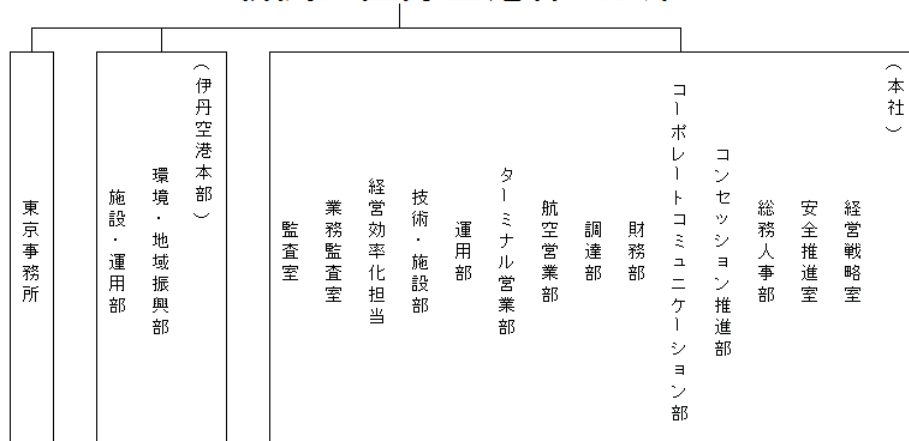 （本社）
経営戦略室
安全推進室
総務人事部
コンセッション推進部
コーポレートコミュニケーション部
財務部
調達部
航空営業部
ターミナル営業部
運用部
技術・施設部
経営効率化担当
業務監査室
監査室
（伊丹空港本部）
環境・地域振興部
施設・運用部
東京事務所